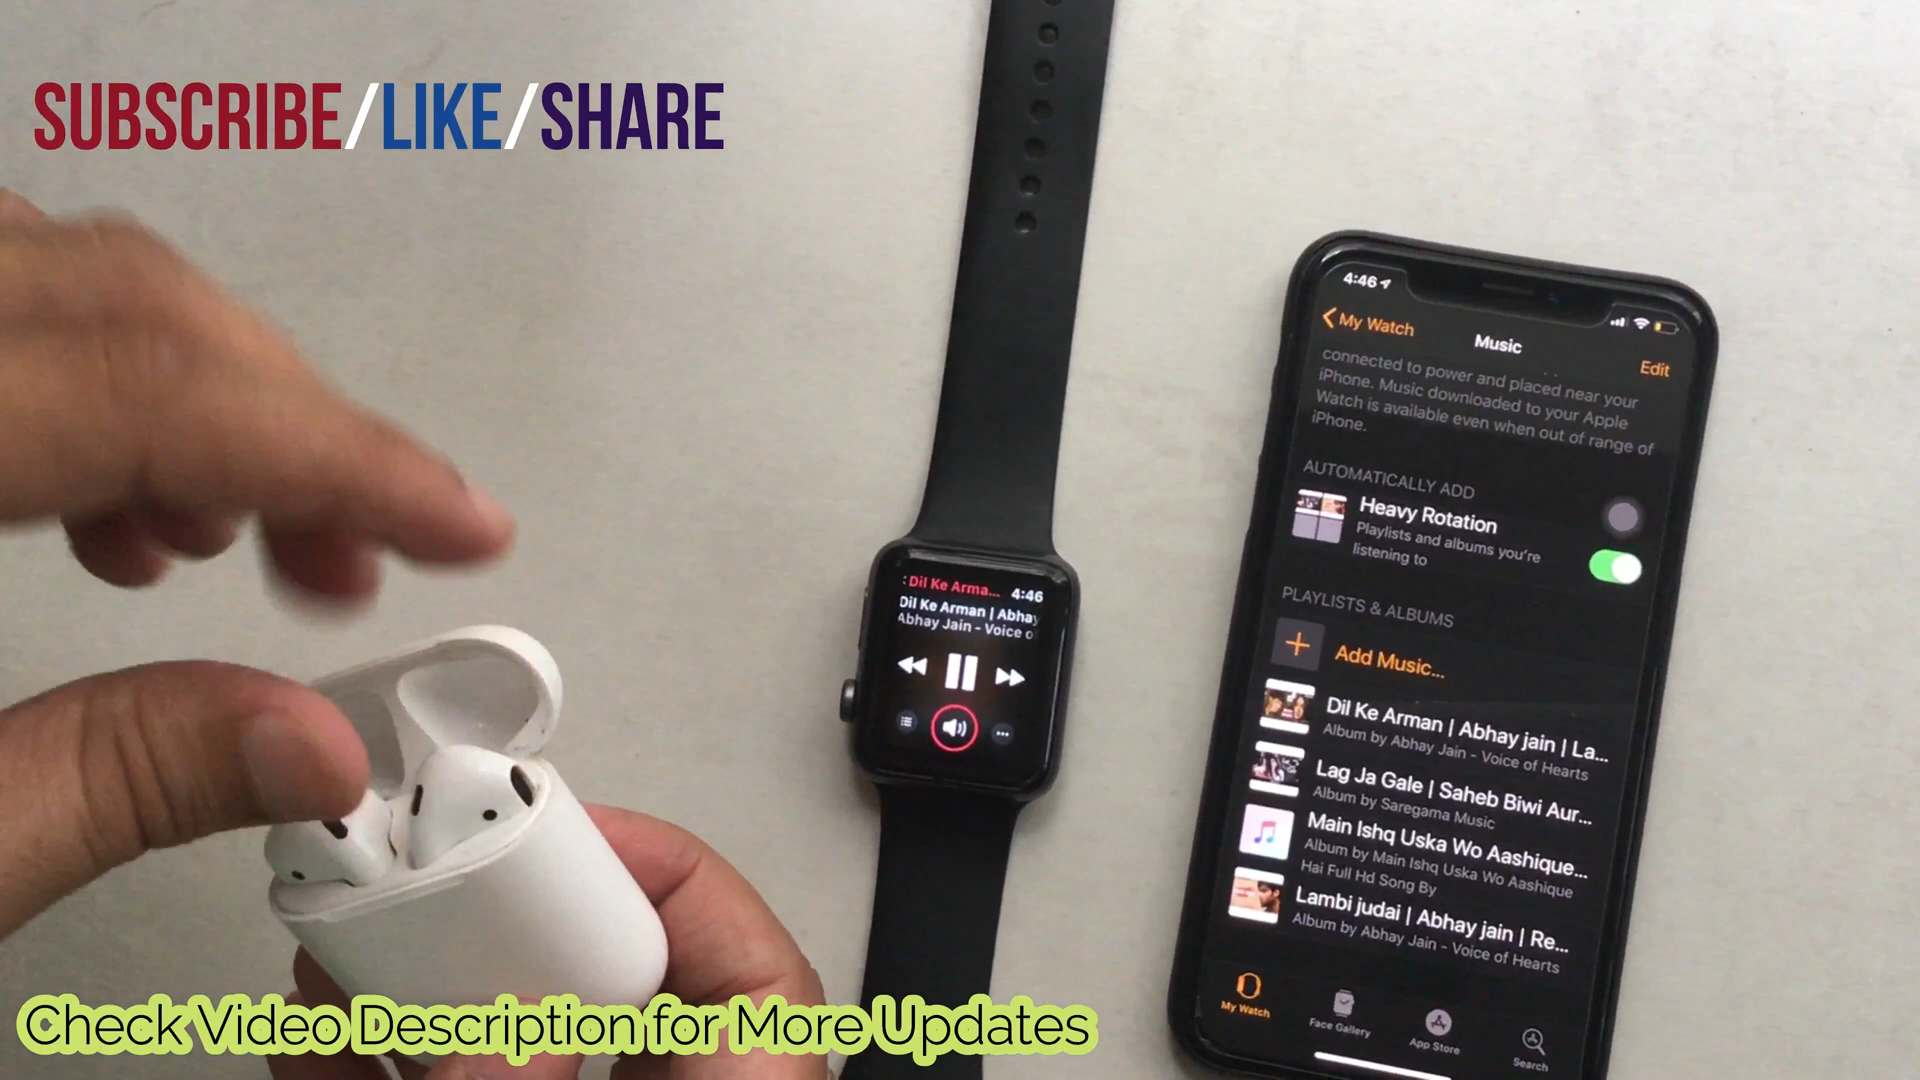 SUBSCRIBE/LIKE/SHARE
4:46
My Watch
Music
Edit
connected to power and placed near your
iPhone. Music downloaded to your Apple
Watch is available even when out of range of
iPhone.
AUTOMATICALLY ADD
Heavy Rotation
Playlists and albums you're
listening to
PLAYLISTS & ALBUMS
Add Music...
Dil Ke Arman | Abhay jain | La...
Album by Abhay Jain - Voice of Hearts
Lag Ja Gale | Saheb Biwi Aur...
Album by Saregama Music
Main Ishq Uska Wo Aashique...
Album by Main Ishq Uska Wo Aashique
Hai Full Hd Song By
Lambi judai | Abhay jain | Re...
Album by Abhay Jain - Voice of Hearts
My Watch
Face Gallery
App Store
Search
Dil Ke Arma... 4:46
Dil Ke Arman | Abhay
Abhay Jain - Voice o
Check Video Description for More Updates